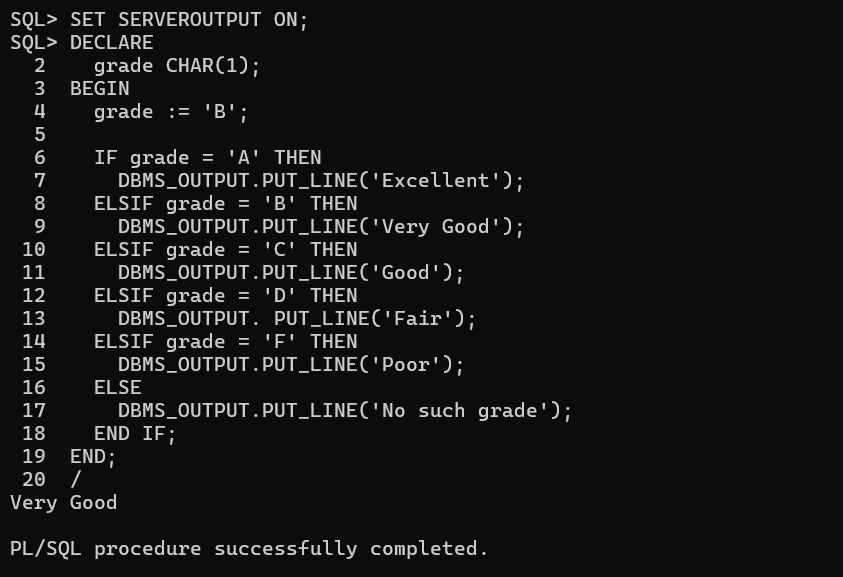 SQL> SET SERVEROUTPUT ON;
SQL> DECLARE
  2    grade CHAR(1);
  3  BEGIN
  4    grade := 'B';
  5
  6    IF grade = 'A' THEN
  7      DBMS_OUTPUT.PUT_LINE('Excellent');
  8    ELSIF grade = 'B' THEN
  9      DBMS_OUTPUT.PUT_LINE('Very Good');
 10    ELSIF grade = 'C' THEN
 11      DBMS_OUTPUT.PUT_LINE('Good');
 12    ELSIF grade = 'D' THEN
 13      DBMS_OUTPUT. PUT_LINE('Fair');
 14    ELSIF grade = 'F' THEN
 15      DBMS_OUTPUT.PUT_LINE('Poor');
 16    ELSE
 17      DBMS_OUTPUT.PUT_LINE('No such grade');
 18    END IF;
 19  END;
 20  /
Very Good

PL/SQL procedure successfully completed.